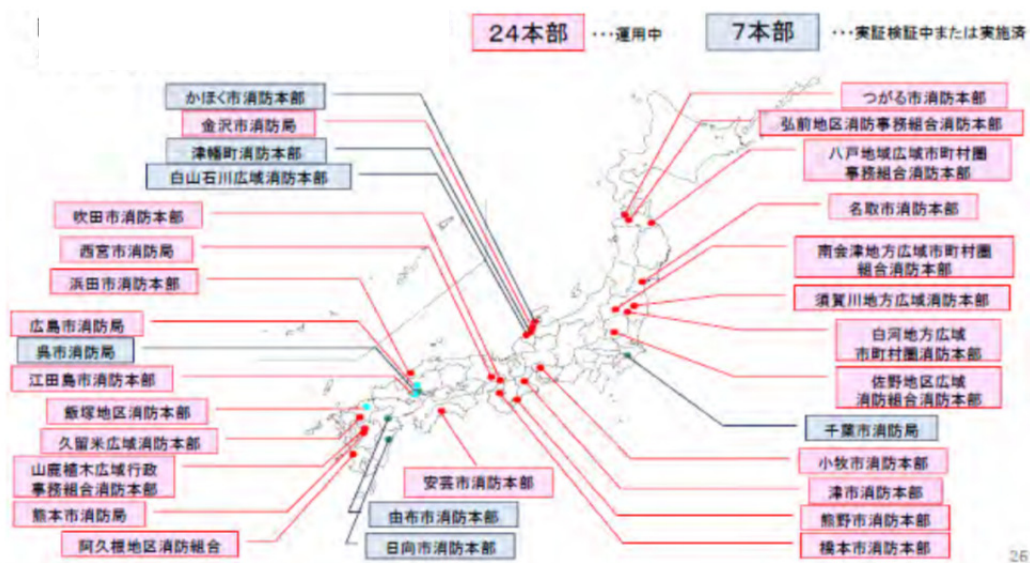 24本部 ･･･運用中
7本部 ･･･実証検証中または実施済
かほく市消防本部
金沢市消防局
津幡町消防本部
白山石川広域消防本部
吹田市消防本部
西宮市消防局
浜田市消防本部
広島市消防局
呉市消防局
江田島市消防本部
飯塚地区消防本部
久留米広域消防本部
山鹿植木広域行政
事務組合消防本部
熊本市消防局
阿久根地区消防組合
安芸市消防本部
由布市消防本部
日向市消防本部
つがる市消防本部
弘前地区消防事務組合消防本部
八戸地域広域市町村圏
事務組合消防本部
名取市消防本部
南会津地方広域市町村圏
組合消防本部
須賀川地方広域消防本部
白河地方広域
市町村圏消防本部
佐野地区広域
消防組合消防本部
千葉市消防局
小牧市消防本部
津市消防本部
熊野市消防本部
橋本市消防本部
26